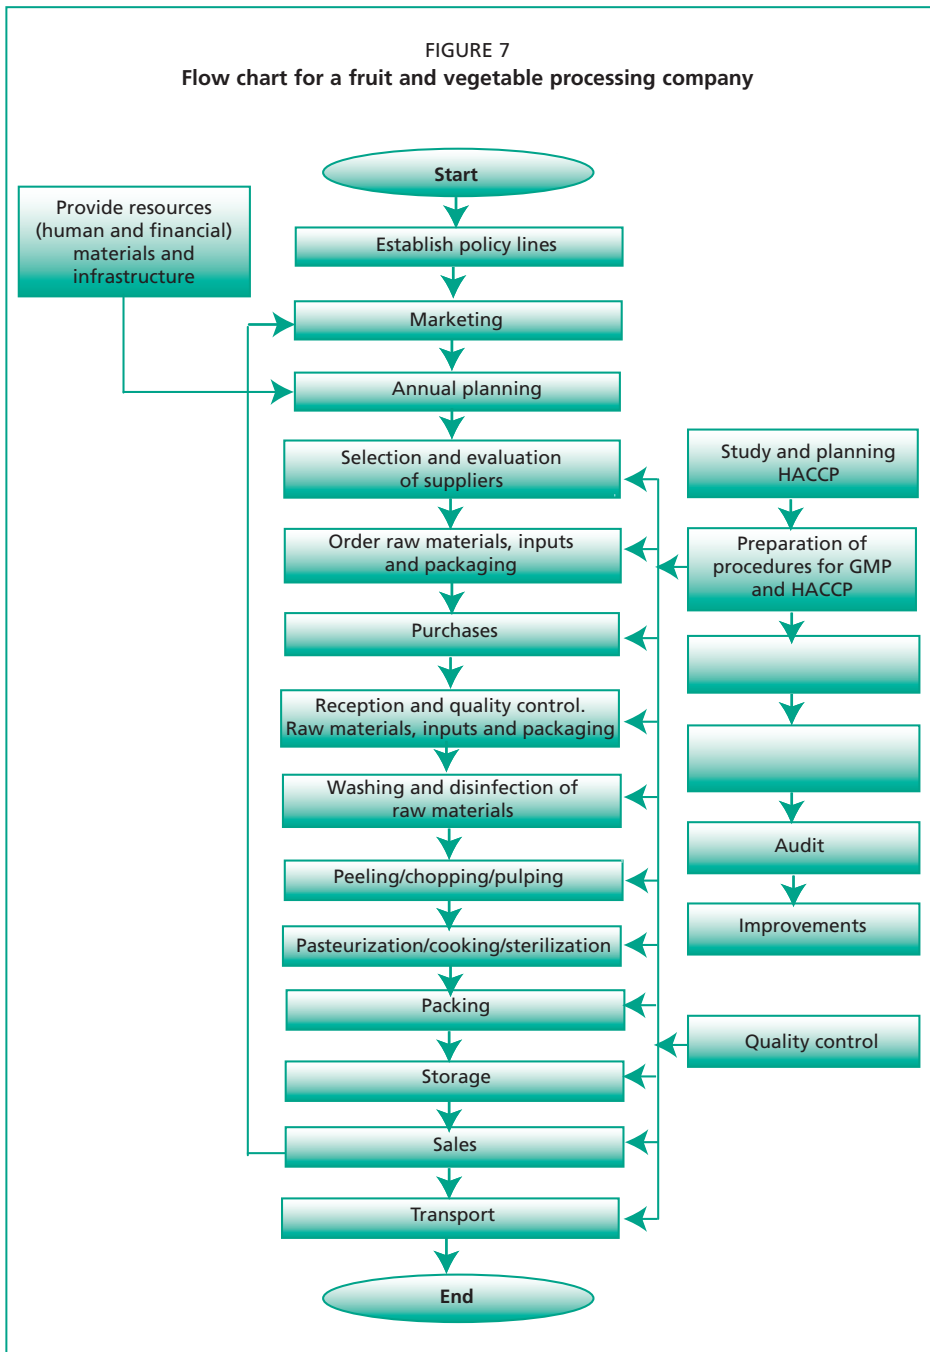 FIGURE 7
Flow chart for a fruit and vegetable processing company
Start
Provide resources
(human and financial)
materials and
infrastructure
Establish policy lines
Marketing
Annual planning
Selection and evaluation
of suppliers
Study and planning
HACCP
Order raw materials, inputs
and packaging
Preparation of
procedures for GMP
and HACCP
Purchases
Reception and quality control.
Raw materials, inputs and packaging
Washing and disinfection of
raw materials
Audit
Peeling/chopping/pulping
Improvements
Pasteurization/cooking/sterilization
Packing
Quality control
Storage
Sales
Transport
End